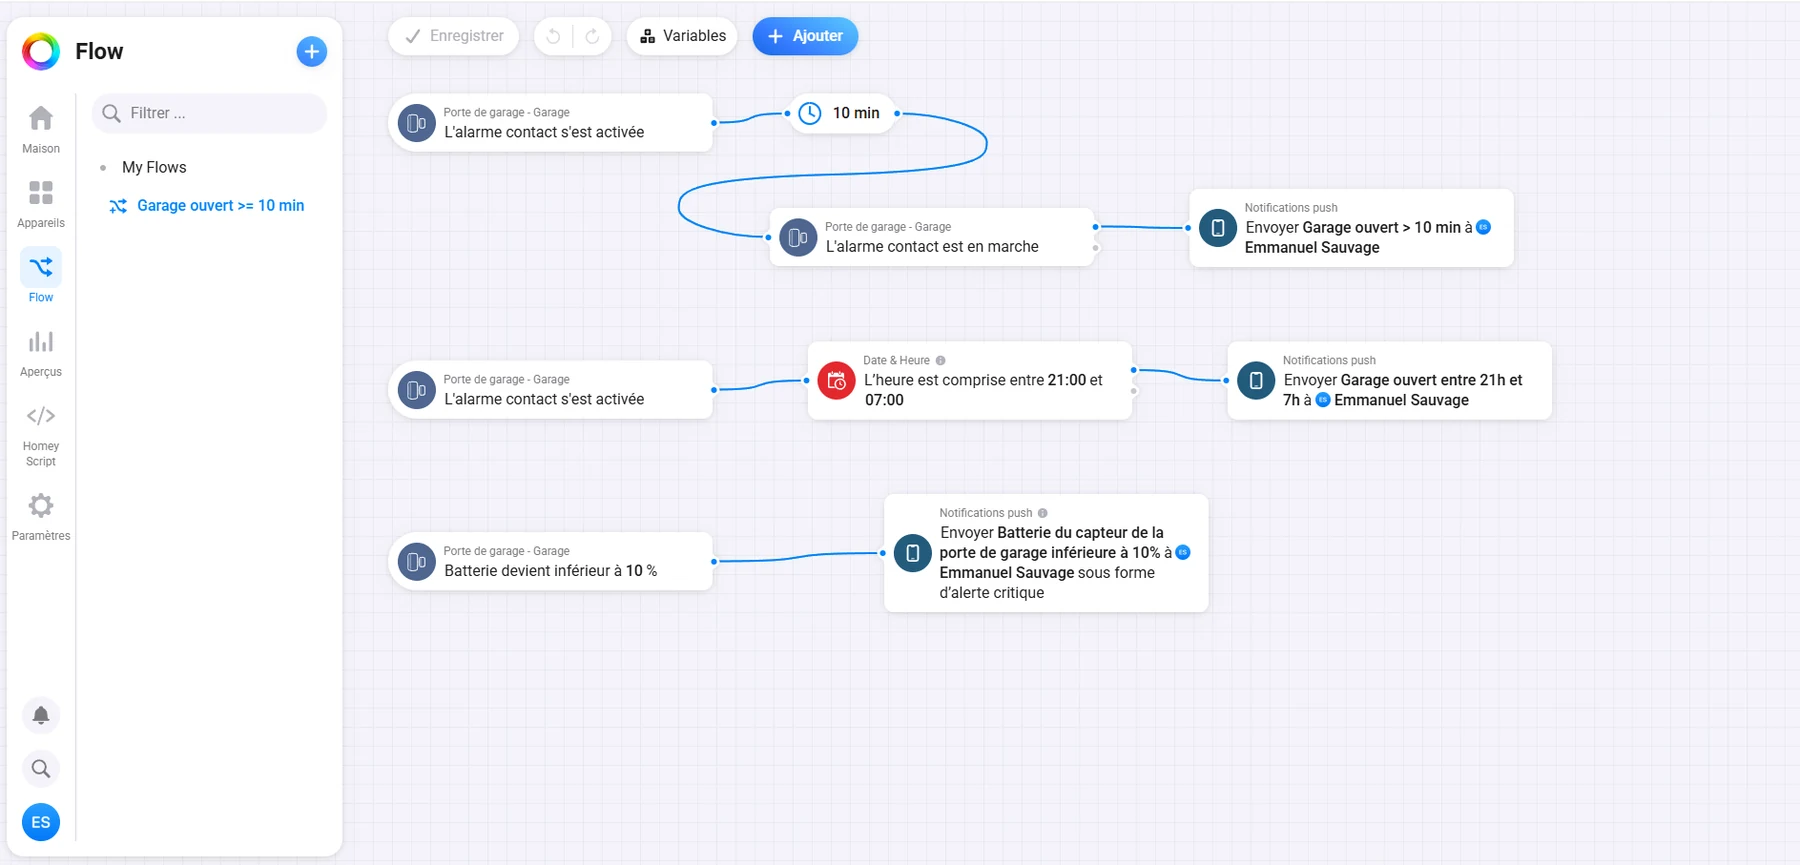 Flow
Filtrer ...
My Flows
Garage ouvert >= 10 min
Maison
Appareils
Flow
Aperçus
Homey
Script
Paramètres
ES
Enregistrer
Variables
Ajouter
Porte de garage - Garage
L'alarme contact s'est activée
10 min
Porte de garage - Garage
L'alarme contact est en marche
Notifications push
Envoyer Garage ouvert > 10 min à ES
Emmanuel Sauvage
Porte de garage - Garage
L'alarme contact s'est activée
Date & Heure
L’heure est comprise entre 21:00 et
07:00
Notifications push
Envoyer Garage ouvert entre 21h et
7h à ES Emmanuel Sauvage
Porte de garage - Garage
Batterie devient inférieur à 10 %
Notifications push
Envoyer Batterie du capteur de la
porte de garage inférieure à 10% à ES
Emmanuel Sauvage sous forme
d’alerte critique